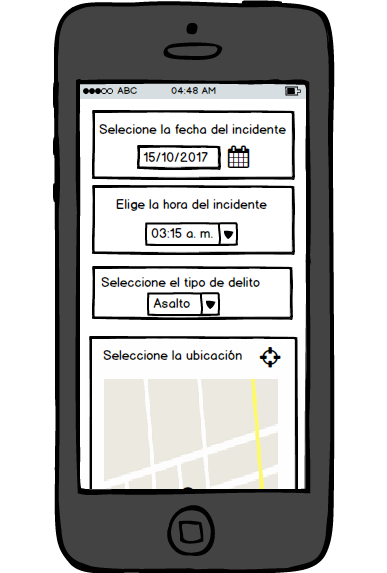 ABC 04:48 AM
Selecione la fecha del incidente
15/10/2017
Elige la hora del incidente
03:15 a. m.
Seleccione el tipo de delito
Asalto
Seleccione la ubicación